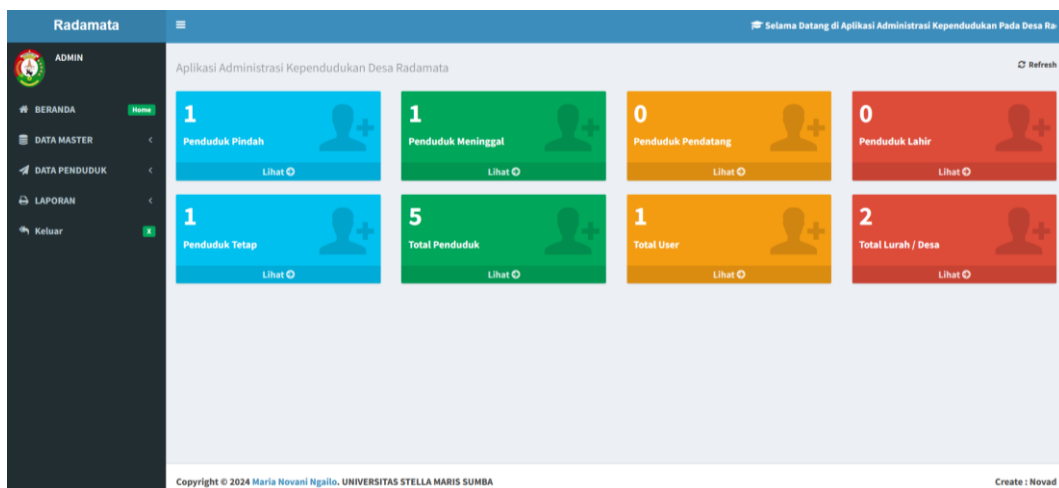 Radamata
Selama Datang di Aplikasi Administrasi Kependudukan Pada Desa Ra
ADMIN
Aplikasi Administrasi Kependudukan Desa Radamata
Refresh
BERANDA Home
DATA MASTER
DATA PENDUDUK
LAPORAN
Keluar X
1
Penduduk Pindah
Lihat
1
Penduduk Meninggal
Lihat
0
Penduduk Pendatang
Lihat
0
Penduduk Lahir
Lihat
1
Penduduk Tetap
Lihat
5
Total Penduduk
Lihat
1
Total User
Lihat
2
Total Lurah / Desa
Lihat
Copyright © 2024 Maria Novani Ngailo. UNIVERSITAS STELLA MARIS SUMBA
Create : Novad